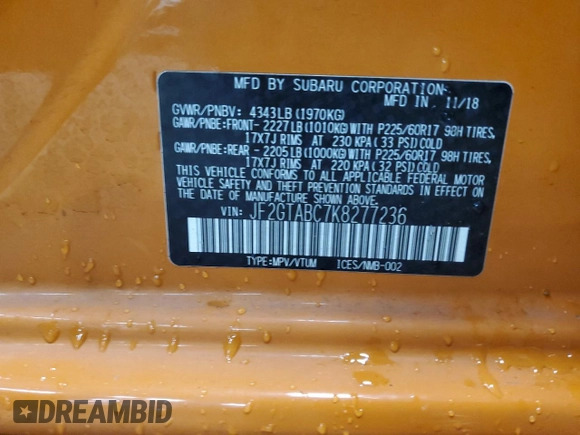 MFD BY SUBARU CORPORATION
MFD IN. 11/18
GVWR/PNBV: 4343LB(1970KG)
GAWR/PNBE:FRONT- 2227LB(1010KG)WITH P225/60R17 98H TIRES,
17X7J RIMS AT 230 KPA(33 PSI)COLD
GAWR/PNBE:REAR - 2205LB(1000KG)WITH P225/60R17 98H TIRES,
17X7J RIMS AT 220 KPA(32 PSI)COLD
THIS VEHICLE CONFORMS TO ALL APPLICABLE FEDERAL MOTOR
VEHICLE SAFETY STANDARDS IN EFFECT ON THE DATE OF
MANUFACTURE SHOWN ABOVE.
VIN: JF2GTABC7K8277236
TYPE:MPV/VTUM ICES/NMB-002
DREAMBID